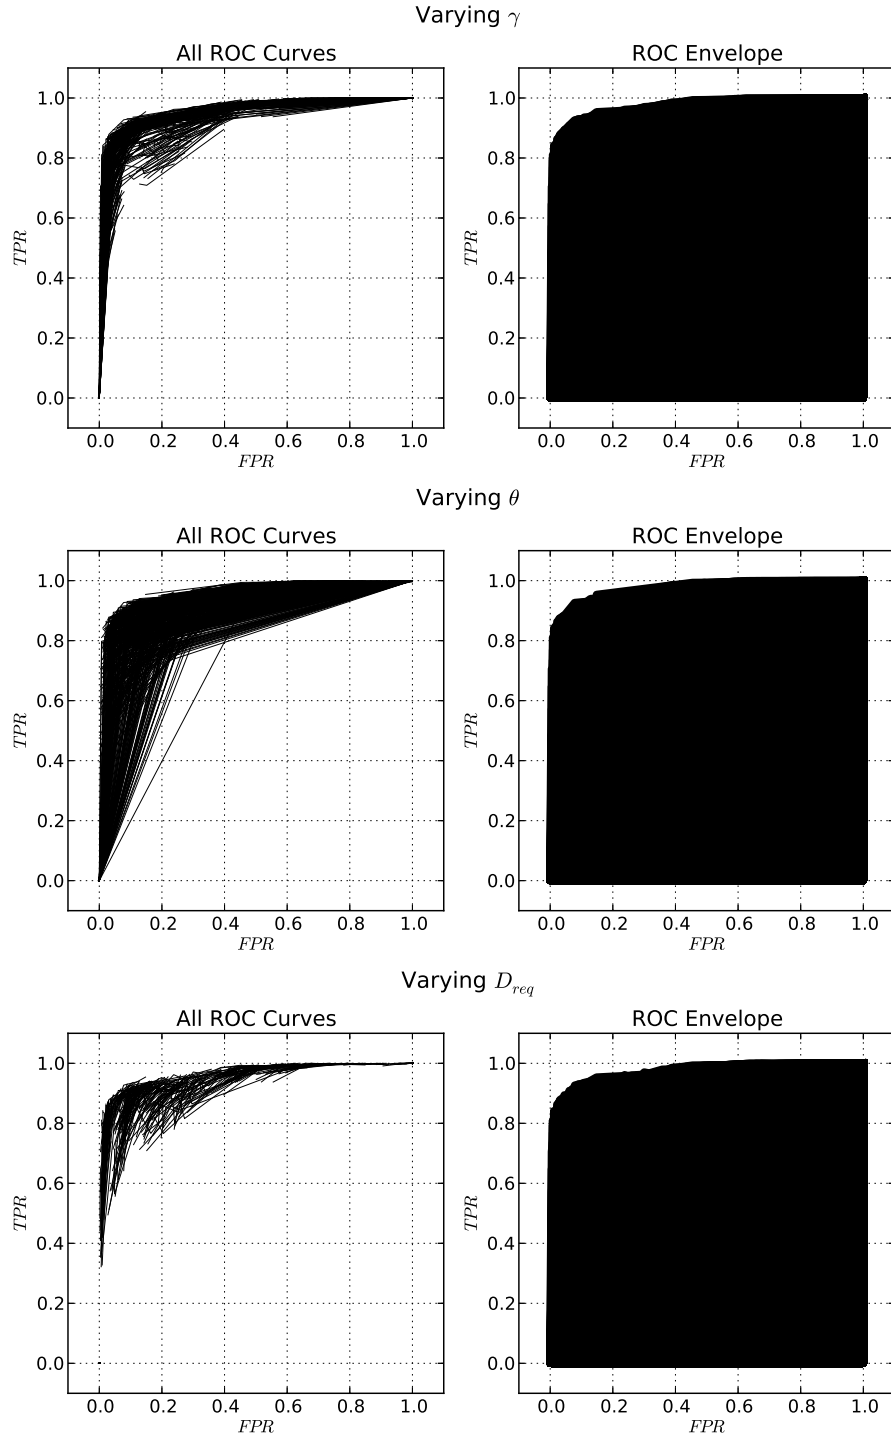 Varying γ
All ROC Curves ROC Envelope
1.0 1.0
0.8 0.8
0.6 0.6
TPR TPR
0.4 0.4
0.2 0.2
0.0 0.0
0.0 0.2 0.4 0.6 0.8 1.0 0.0 0.2 0.4 0.6 0.8 1.0
FPR FPR
Varying θ
All ROC Curves ROC Envelope
1.0 1.0
0.8 0.8
0.6 0.6
TPR TPR
0.4 0.4
0.2 0.2
0.0 0.0
0.0 0.2 0.4 0.6 0.8 1.0 0.0 0.2 0.4 0.6 0.8 1.0
FPR FPR
Varying D_req
All ROC Curves ROC Envelope
1.0 1.0
0.8 0.8
0.6 0.6
TPR TPR
0.4 0.4
0.2 0.2
0.0 0.0
0.0 0.2 0.4 0.6 0.8 1.0 0.0 0.2 0.4 0.6 0.8 1.0
FPR FPR